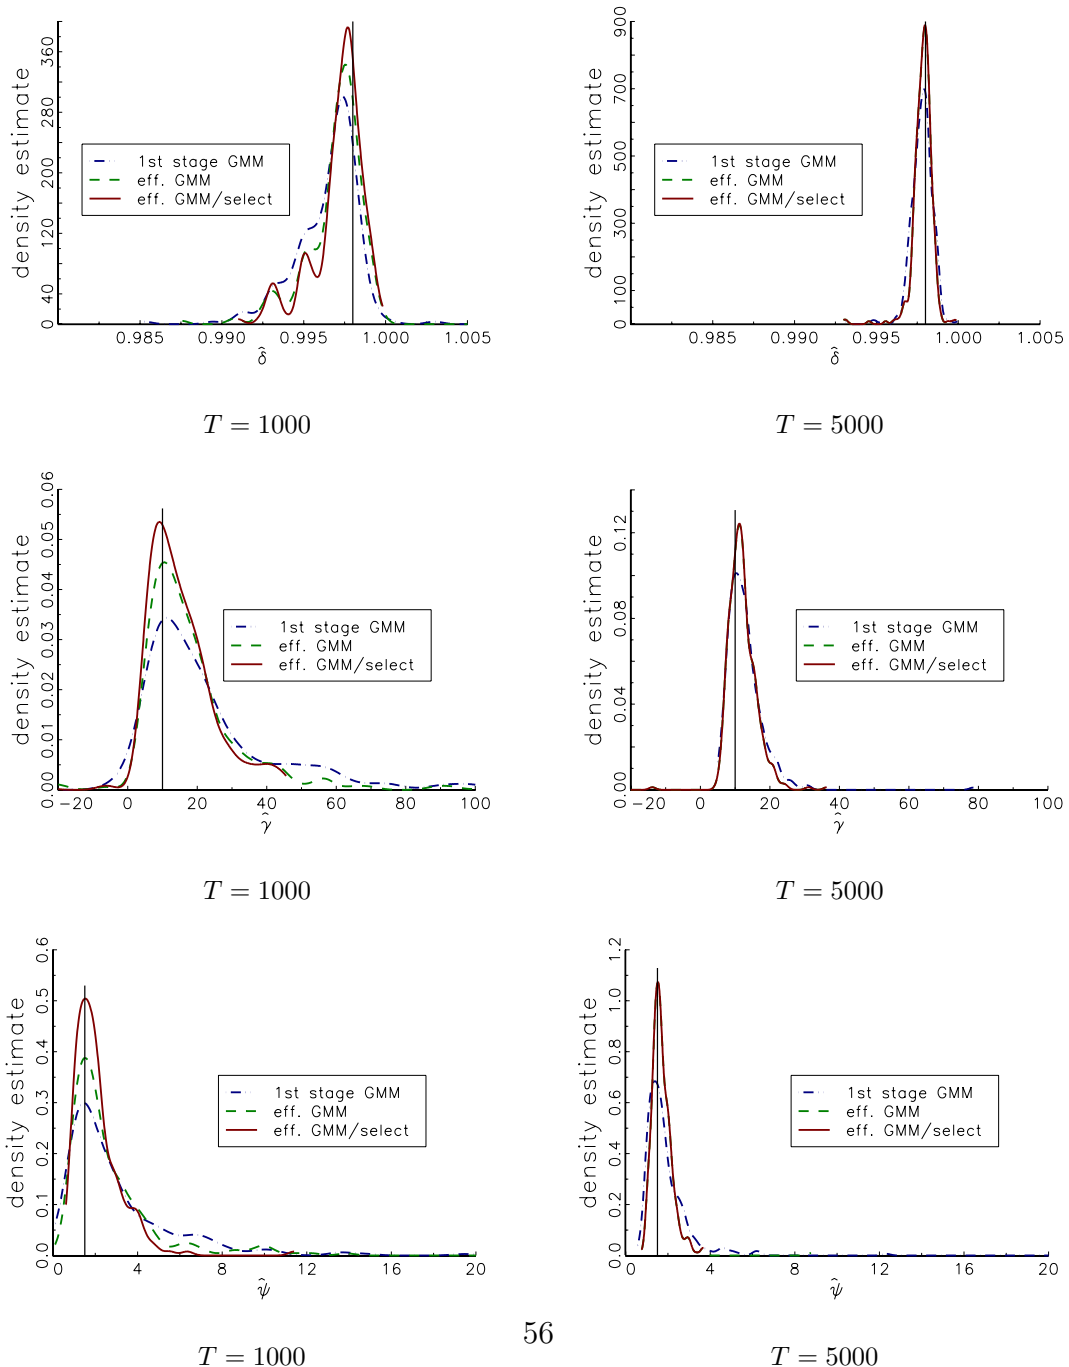 density estimate
0 40 120 200 280 360
1st stage GMM
eff. GMM
eff. GMM/select
0.985 0.990 0.995 1.000 1.005
δ̂
T = 1000
density estimate
0 100 300 500 700 900
1st stage GMM
eff. GMM
eff. GMM/select
0.985 0.990 0.995 1.000 1.005
δ̂
T = 5000
density estimate
0.00 0.01 0.02 0.03 0.04 0.05 0.06
1st stage GMM
eff. GMM
eff. GMM/select
-20 0 20 40 60 80 100
γ̂
T = 1000
density estimate
0.00 0.04 0.08 0.12
1st stage GMM
eff. GMM
eff. GMM/select
-20 0 20 40 60 80 100
γ̂
T = 5000
density estimate
0.0 0.1 0.2 0.3 0.4 0.5 0.6
1st stage GMM
eff. GMM
eff. GMM/select
0 4 8 12 16 20
ψ̂
T = 1000
density estimate
0.0 0.2 0.4 0.6 0.8 1.0 1.2
1st stage GMM
eff. GMM
eff. GMM/select
0 4 8 12 16 20
ψ̂
T = 5000
56